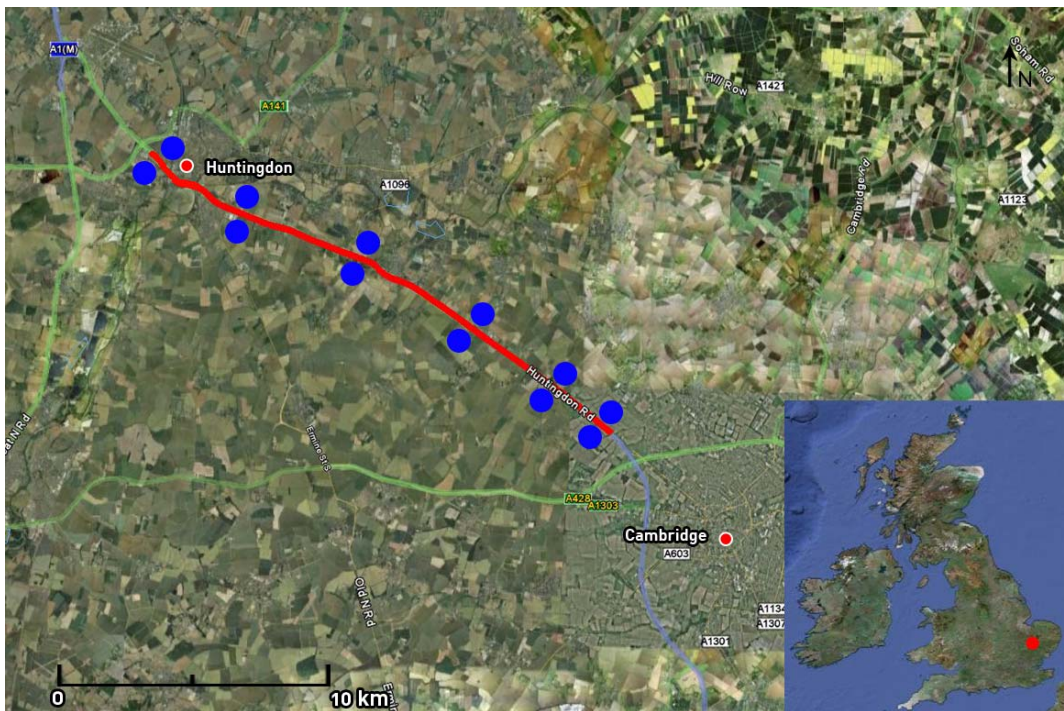 A1(M)
Soham Rd
N
Hill Row
A1421
A141
Huntingdon
A1096
Cambridge Rd
A1123
Huntingdon Rd
Ermine St S
A428
A1303
Cambridge
A603
Old N Rd
A1134
A1307
A1301
0
10 km